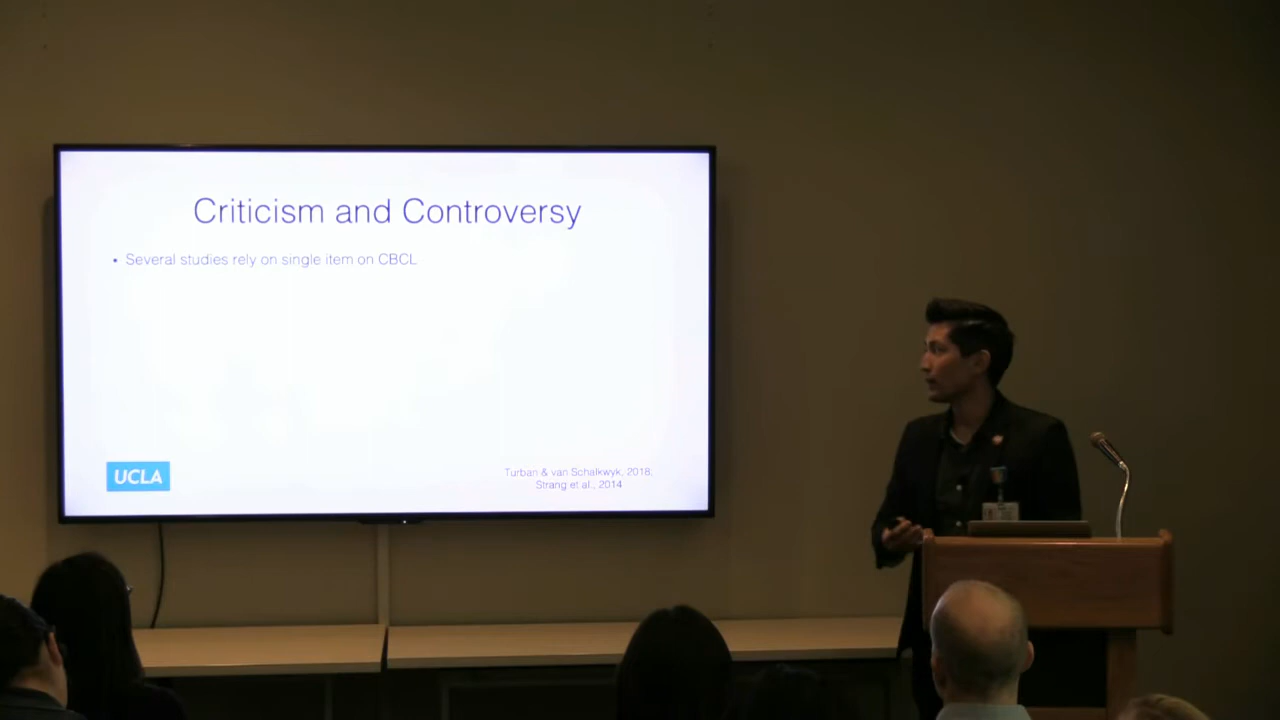 Criticism and Controversy
• Several studies rely on single item on CBCL
UCLA
Turban & van Schalkwyk, 2018;
Strang et al., 2014